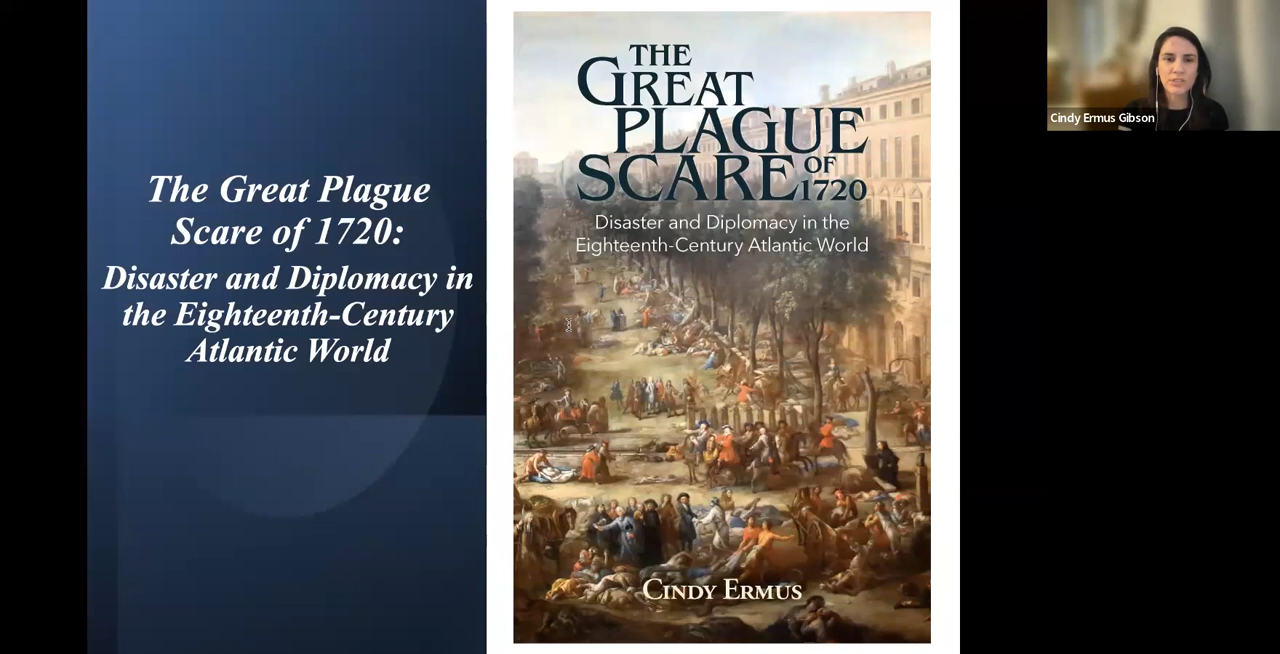 The Great Plague
Scare of 1720:
Disaster and Diplomacy in
the Eighteenth-Century
Atlantic World
THE
GREAT
PLAGUE
SCARE OF
1720
Disaster and Diplomacy in the
Eighteenth-Century Atlantic World
CINDY ERMUS
Cindy Ermus Gibson